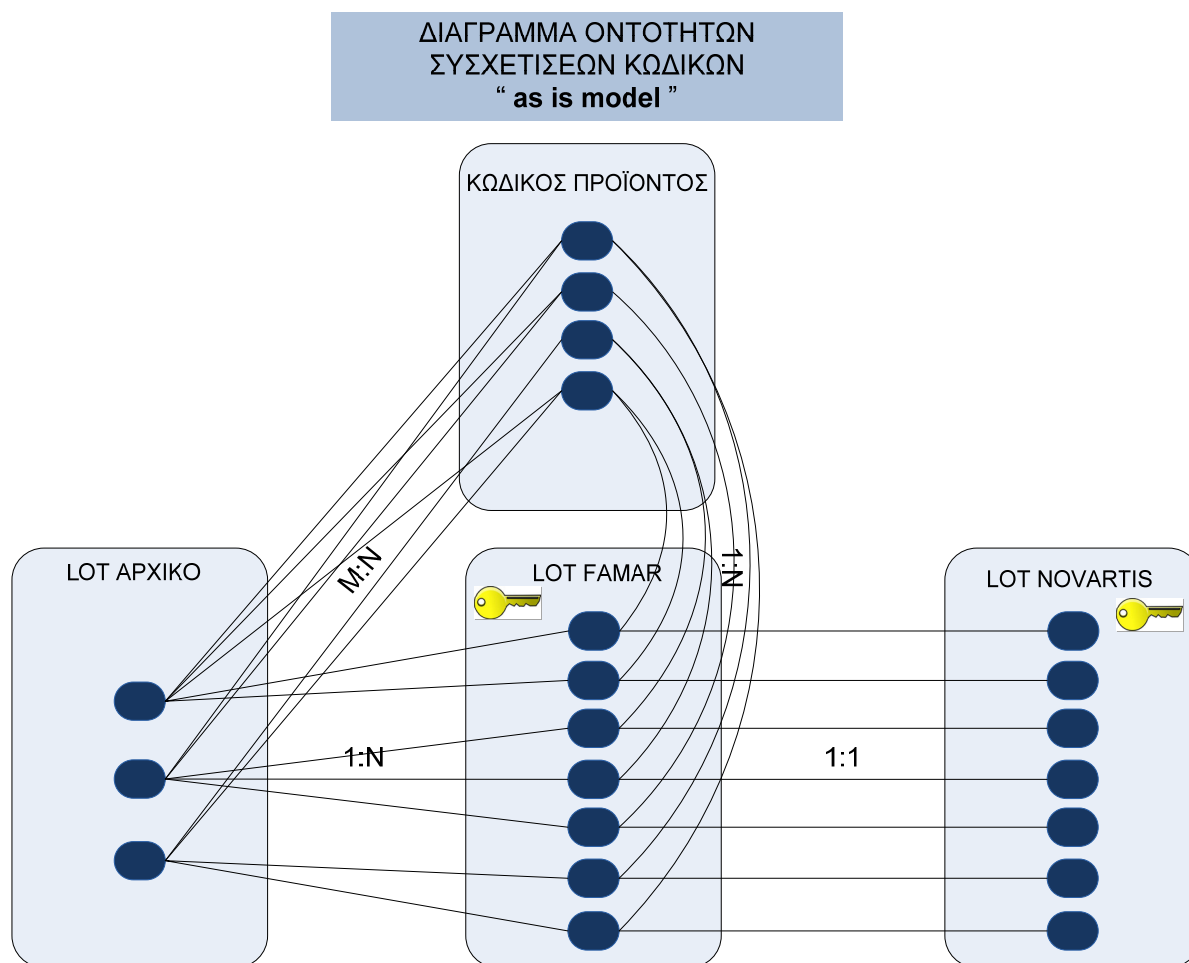 ΔΙΑΓΡΑΜΜΑ ΟΝΤΟΤΗΤΩΝ
ΣΥΣΧΕΤΙΣΕΩΝ ΚΩΔΙΚΩΝ
“ as is model ”
ΚΩΔΙΚΟΣ ΠΡΟΪΟΝΤΟΣ
M:N
1:N
LOT ΑΡΧΙΚΟ
LOT FAMAR
LOT NOVARTIS
1:N
1:1